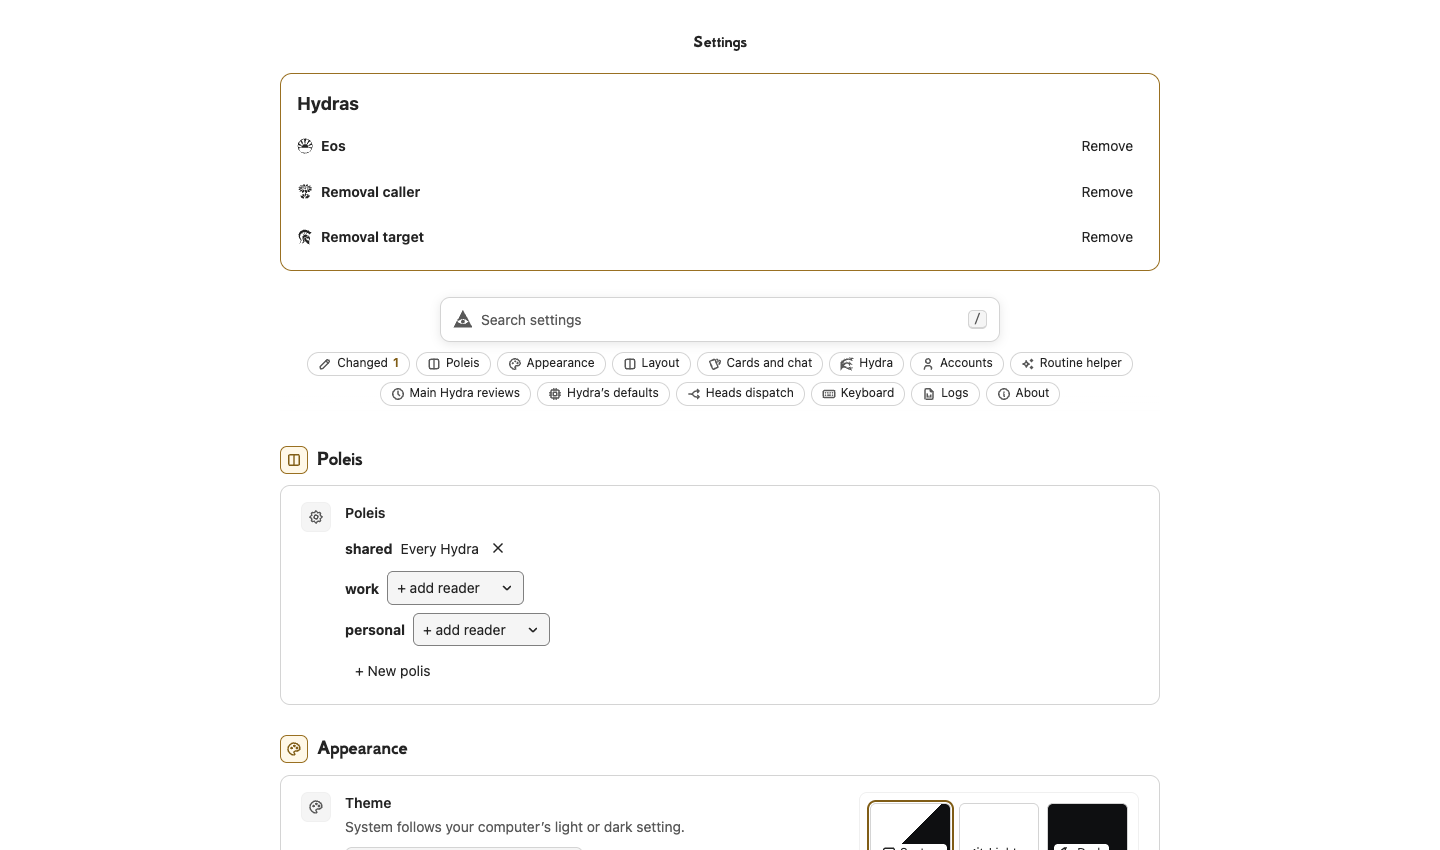 Settings
Hydras
Eos Remove
Removal caller Remove
Removal target Remove
Search settings /
Changed 1 Poleis Appearance Layout Cards and chat Hydra Accounts Routine helper
Main Hydra reviews Hydra’s defaults Heads dispatch Keyboard Logs About
Poleis
Poleis
shared Every Hydra
work + add reader
personal + add reader
+ New polis
Appearance
Theme
System follows your computer’s light or dark setting.